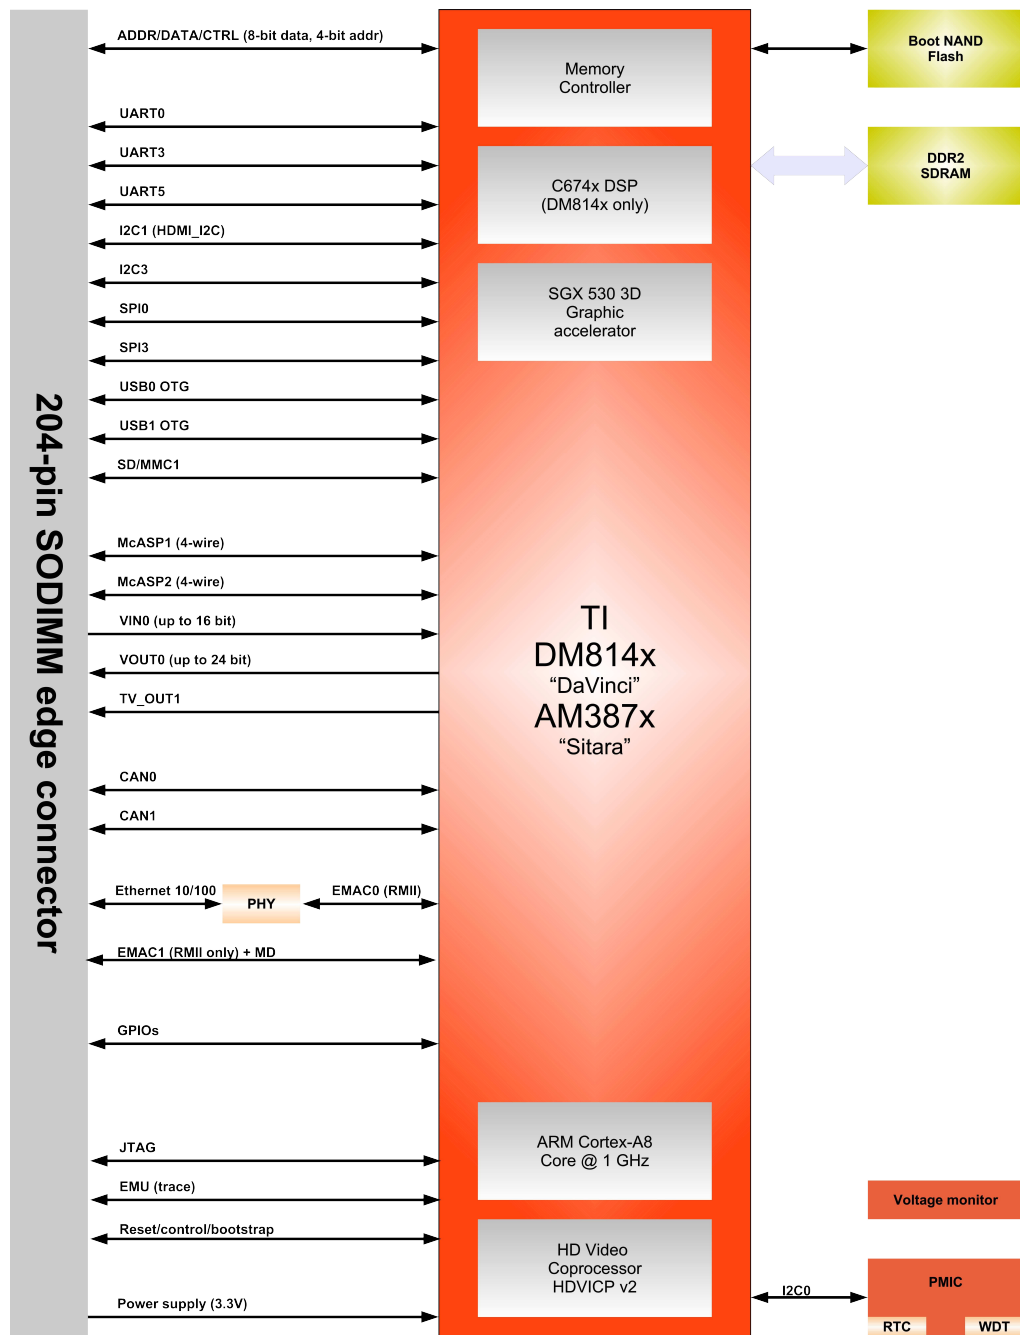 204-pin SODIMM edge connector
ADDR/DATA/CTRL (8-bit data, 4-bit addr)
UART0
UART3
UART5
I2C1 (HDMI_I2C)
I2C3
SPI0
SPI3
USB0 OTG
USB1 OTG
SD/MMC1
McASP1 (4-wire)
McASP2 (4-wire)
VIN0 (up to 16 bit)
VOUT0 (up to 24 bit)
TV_OUT1
CAN0
CAN1
Ethernet 10/100
PHY
EMAC0 (RMII)
EMAC1 (RMII only) + MD
GPIOs
JTAG
EMU (trace)
Reset/control/bootstrap
Power supply (3.3V)
Memory
Controller
C674x DSP
(DM814x only)
SGX 530 3D
Graphic
accelerator
TI
DM814x
“DaVinci”
AM387x
“Sitara”
ARM Cortex-A8
Core @ 1 GHz
HD Video
Coprocessor
HDVICP v2
Boot NAND
Flash
DDR2
SDRAM
Voltage monitor
I2C0
PMIC
RTC
WDT